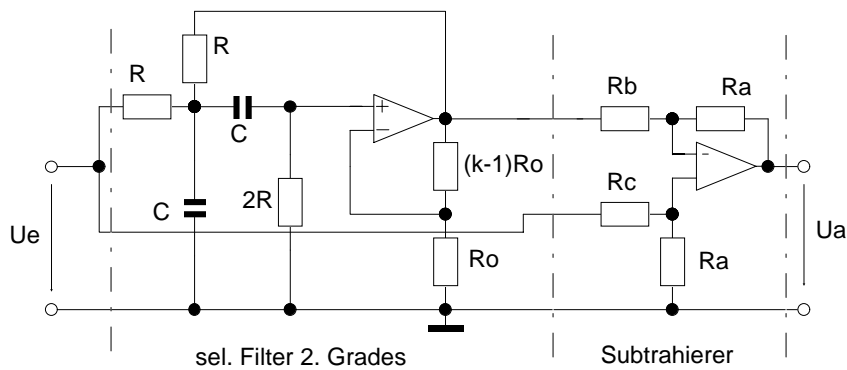 R
R
C
C
2R
+
−
(k-1)Ro
Ro
Rb
Ra
-
Rc
Ra
Ue
Ua
sel. Filter 2. Grades
Subtrahierer